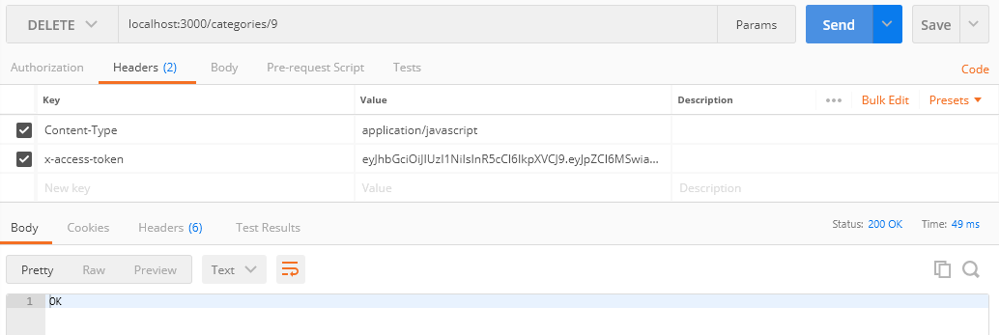 DELETE localhost:3000/categories/9 Params Send Save
Authorization Headers (2) Body Pre-request Script Tests Code
Key Value Description Bulk Edit Presets
Content-Type application/javascript
x-access-token eyJhbGciOiJIUzI1NiIsInR5cCI6IkpXVCJ9.eyJpZCI6MSwia...
New key Value Description
Body Cookies Headers (6) Test Results Status: 200 OK Time: 49 ms
Pretty Raw Preview Text
1 OK